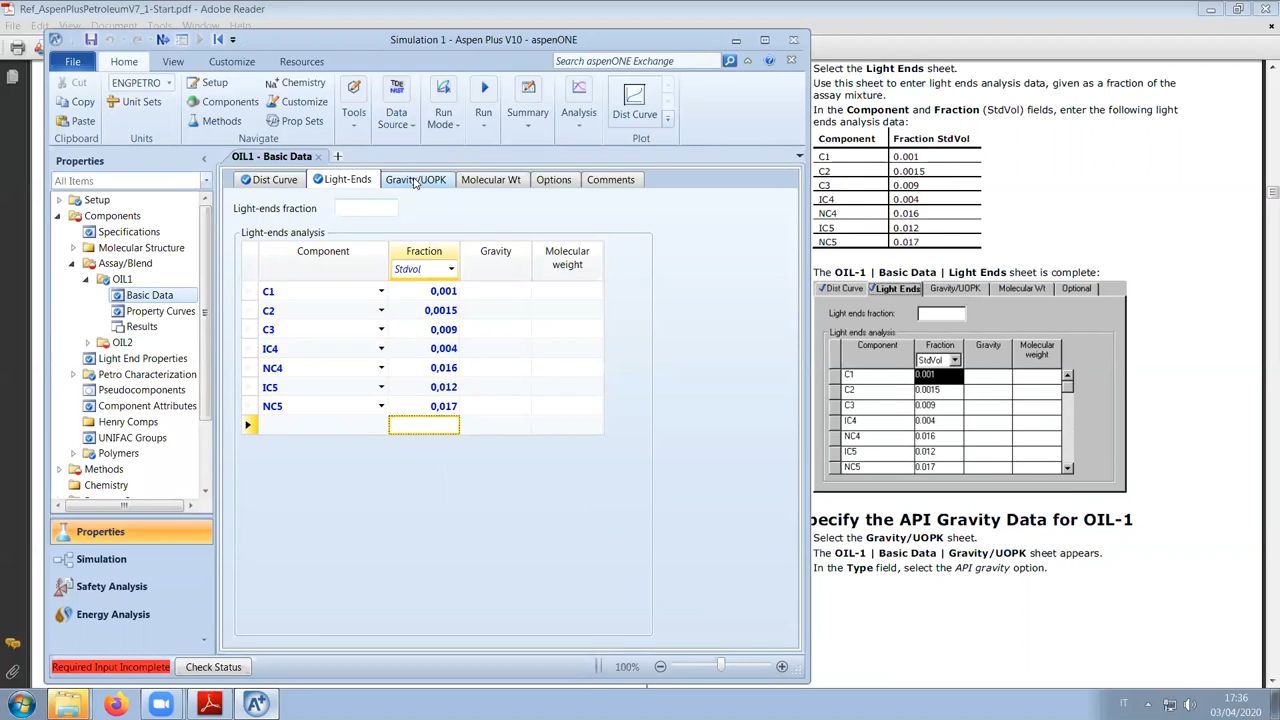 Ref_AspenPlusPetroleumV7_1-Start.pdf - Adobe Reader
File Edit View Document Tools Window Help
Simulation 1 - Aspen Plus V10 - aspenONE
File Home View Customize Resources
Search aspenONE Exchange
Cut
Copy
Paste
Clipboard
ENGPETRO
Unit Sets
Units
Setup
Components
Methods
Chemistry
Customize
Prop Sets
Navigate
Tools
Data
Source
Run
Mode
Run
Summary
Analysis
Dist Curve
Plot
Properties
All Items
Setup
Components
Specifications
Molecular Structure
Assay/Blend
OIL1
Basic Data
Property Curves
Results
OIL2
Light End Properties
Petro Characterization
Pseudocomponents
Component Attributes
Henry Comps
UNIFAC Groups
Polymers
Methods
Chemistry
Properties
Simulation
Safety Analysis
Energy Analysis
OIL1 - Basic Data
Dist Curve Light-Ends Gravity/UOPK Molecular Wt Options Comments
Light-ends fraction
Light-ends analysis
Component Fraction Gravity Molecular
weight
Stdvol
C1 0,001
C2 0,0015
C3 0,009
IC4 0,004
NC4 0,016
IC5 0,012
NC5 0,017
Required Input Incomplete Check Status
100%
Select the Light Ends sheet.
Use this sheet to enter light ends analysis data, given as a fraction of the
assay mixture.
In the Component and Fraction (StdVol) fields, enter the following light
ends analysis data:
Component Fraction StdVol
C1 0.001
C2 0.0015
C3 0.009
IC4 0.004
NC4 0.016
IC5 0.012
NC5 0.017
The OIL-1 | Basic Data | Light Ends sheet is complete:
Dist Curve Light Ends Gravity/UOPK Molecular Wt Optional
Light ends fraction:
Light ends analysis
Component Fraction Gravity Molecular
weight
StdVol
C1 0.001
C2 0.0015
C3 0.009
IC4 0.004
NC4 0.016
IC5 0.012
NC5 0.017
pecify the API Gravity Data for OIL-1
Select the Gravity/UOPK sheet.
The OIL-1 | Basic Data | Gravity/UOPK sheet appears.
In the Type field, select the API gravity option.
IT
17:36
03/04/2020